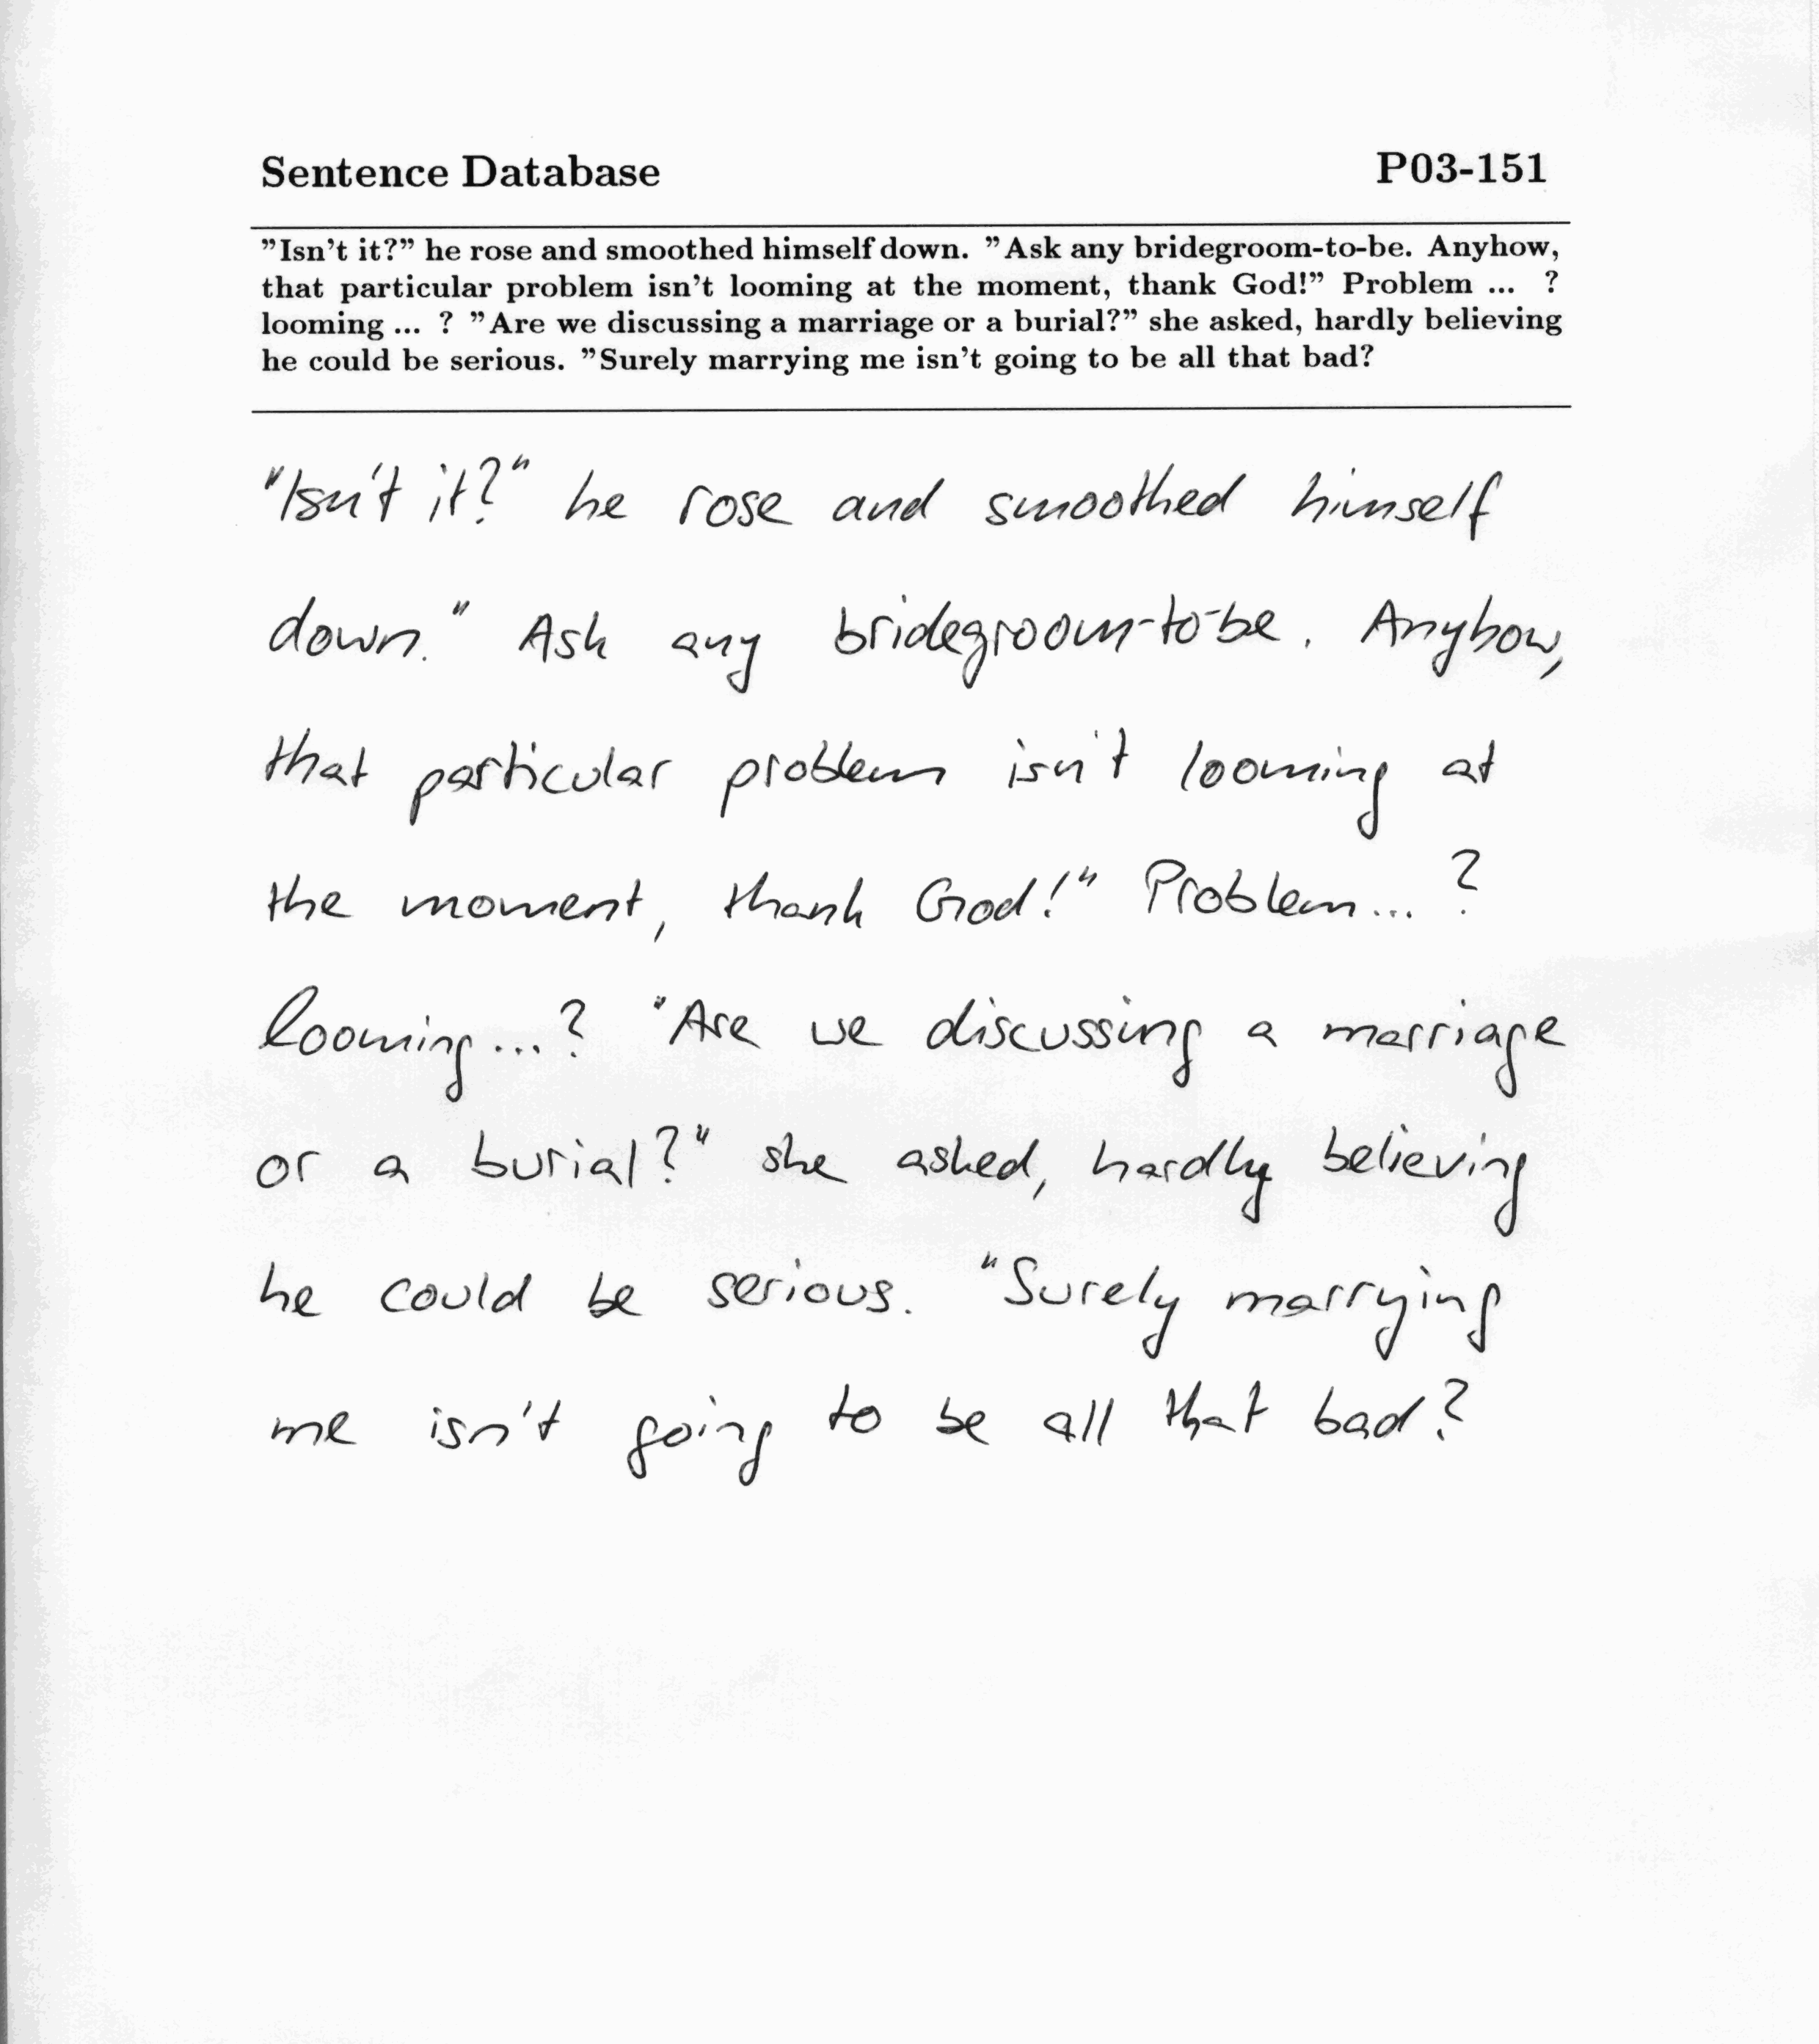 Sentence Database P03-151
"Isn't it?" he rose and smoothed himself down. "Ask any bridegroom-to-be. Anyhow,
that particular problem isn't looming at the moment, thank God!" Problem ... ?
looming ... ? "Are we discussing a marriage or a burial?" she asked, hardly believing
he could be serious. "Surely marrying me isn't going to be all that bad?
"Isn't it?" he rose and smoothed himself
down." Ask any bridegroom-to-be. Anyhow,
that particular problem isn't looming at
the moment, thank God!" Problem... ?
looming...? "Are we discussing a marriage
or a burial?" she asked, hardly believing
he could be serious. "Surely marrying
me isn't going to be all that bad?